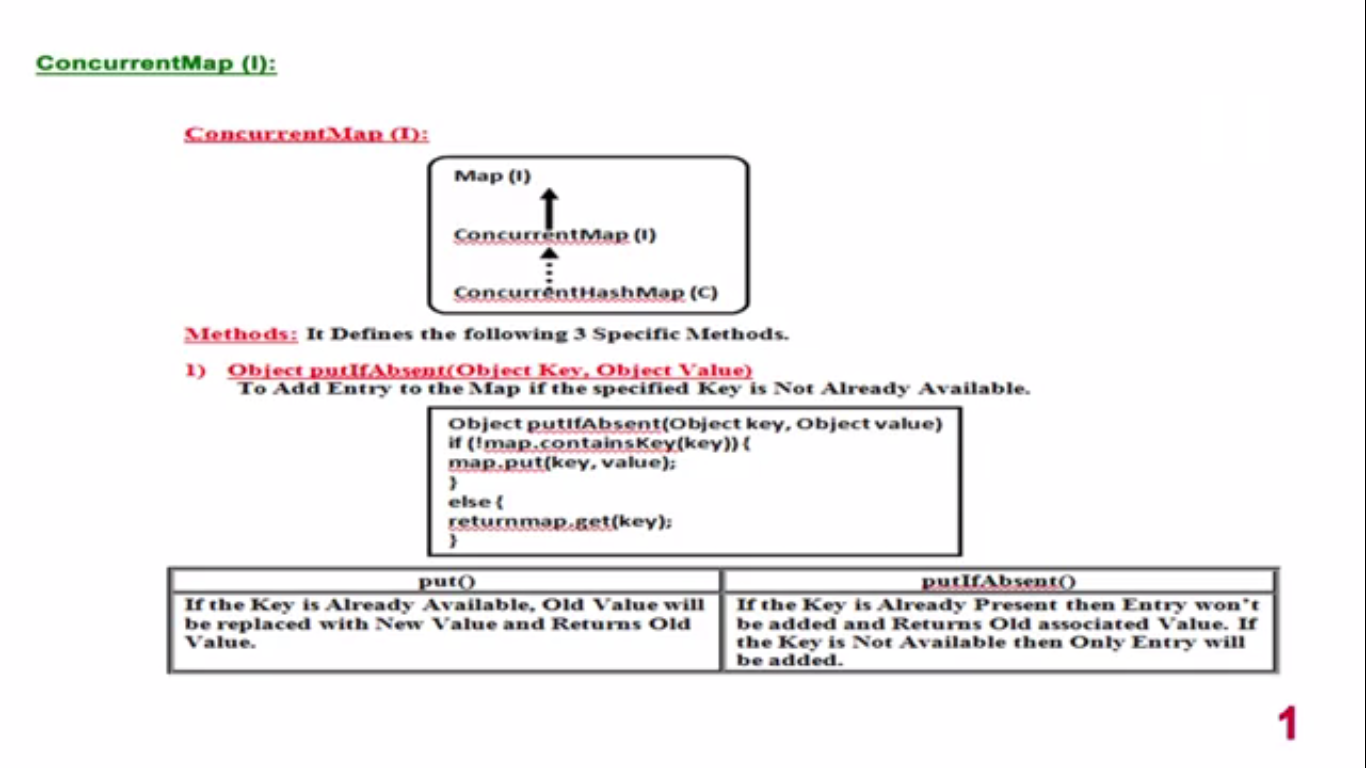 ConcurrentMap (I):
ConcurrentMap (I):
Map (I)
ConcurrentMap (I)
ConcurrentHashMap (C)
Methods: It Defines the following 3 Specific Methods.
1) Object putIfAbsent(Object Key, Object Value)
To Add Entry to the Map if the specified Key is Not Already Available.
Object putIfAbsent(Object key, Object value)
if (!map.containsKey(key)) {
map.put(key, value);
}
else {
returnmap.get(key);
}
put()
If the Key is Already Available, Old Value will
be replaced with New Value and Returns Old
Value.
putIfAbsent()
If the Key is Already Present then Entry won't
be added and Returns Old associated Value. If
the Key is Not Available then Only Entry will
be added.
1